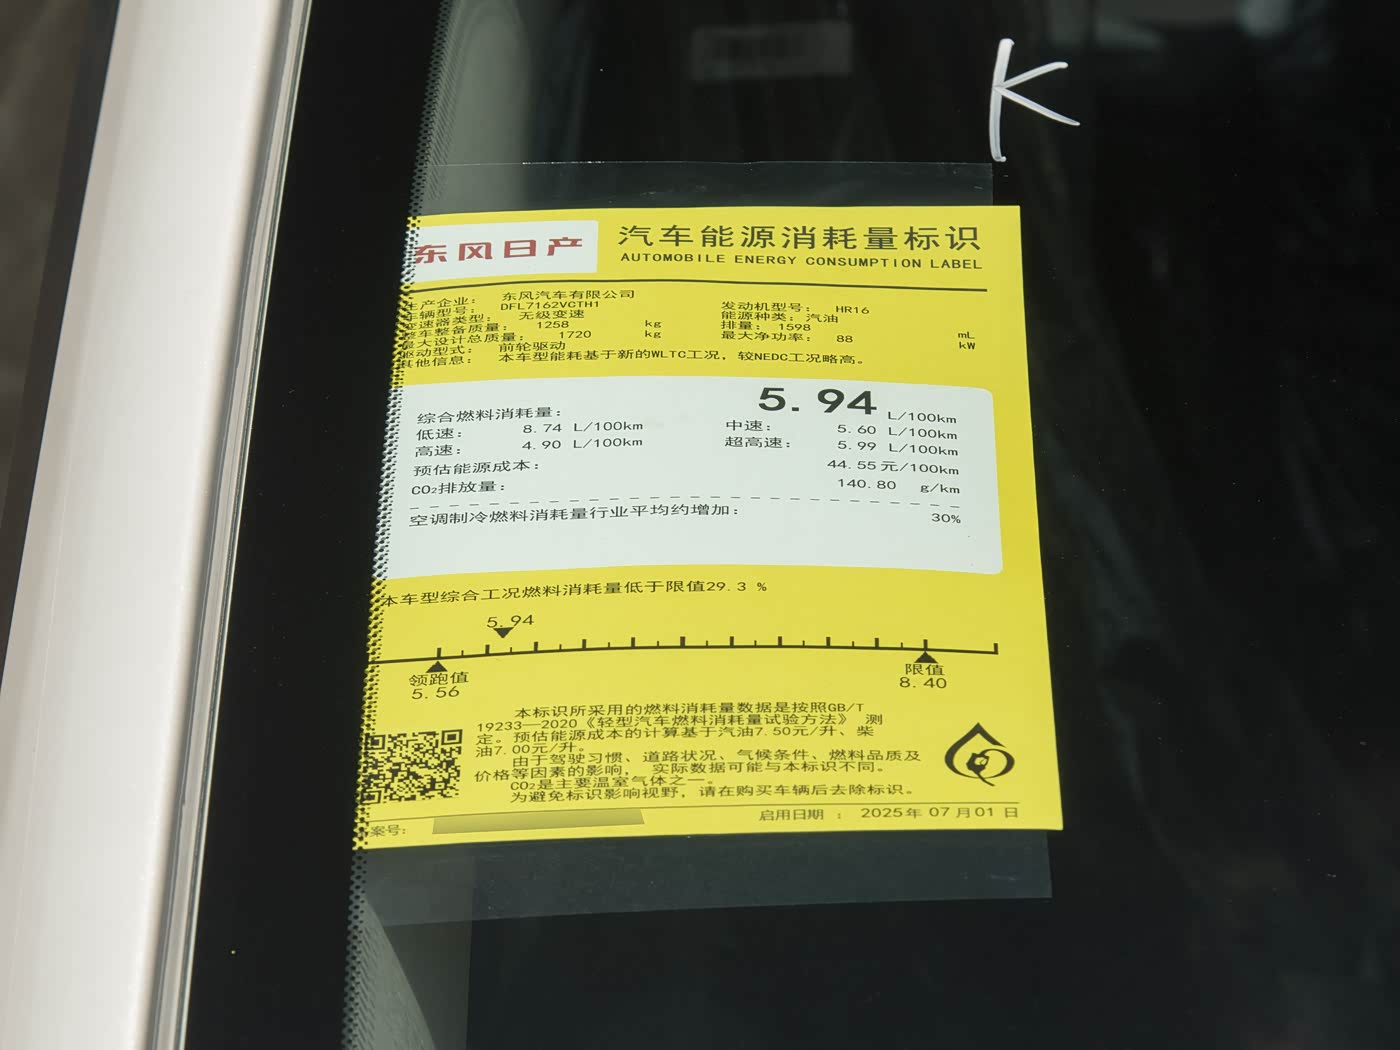 K
东风日产
汽车能源消耗量标识
AUTOMOBILE ENERGY CONSUMPTION LABEL
生产企业： 东风汽车有限公司
车辆型号： DFL7162VCTH1 发动机型号： HR16
变速器类型： 无级变速 能源种类：汽油
整车整备质量： 1258 kg 排量： 1598 mL
最大设计总质量： 1720 kg 最大净功率： 88 kW
驱动型式： 前轮驱动
其他信息： 本车型能耗基于新的WLTC工况，较NEDC工况略高。
综合燃料消耗量： 5.94 L/100km
低速： 8.74 L/100km 中速： 5.60 L/100km
高速： 4.90 L/100km 超高速： 5.99 L/100km
预估能源成本： 44.55元/100km
CO₂排放量： 140.80 g/km
空调制冷燃料消耗量行业平均约增加： 30%
本车型综合工况燃料消耗量低于限值29.3 %
5.94
领跑值 限值
5.56 8.40
本标识所采用的燃料消耗量数据是按照GB/T
19233—2020《轻型汽车燃料消耗量试验方法》 测
定。预估能源成本的计算基于汽油7.50元/升、柴
油7.00元/升。
由于驾驶习惯、道路状况、气候条件、燃料品质及
价格等因素的影响， 实际数据可能与本标识不同。
CO₂是主要温室气体之一。
为避免标识影响视野，请在购买车辆后去除标识。
案号： 启用日期 ： 2025年 07月01 日